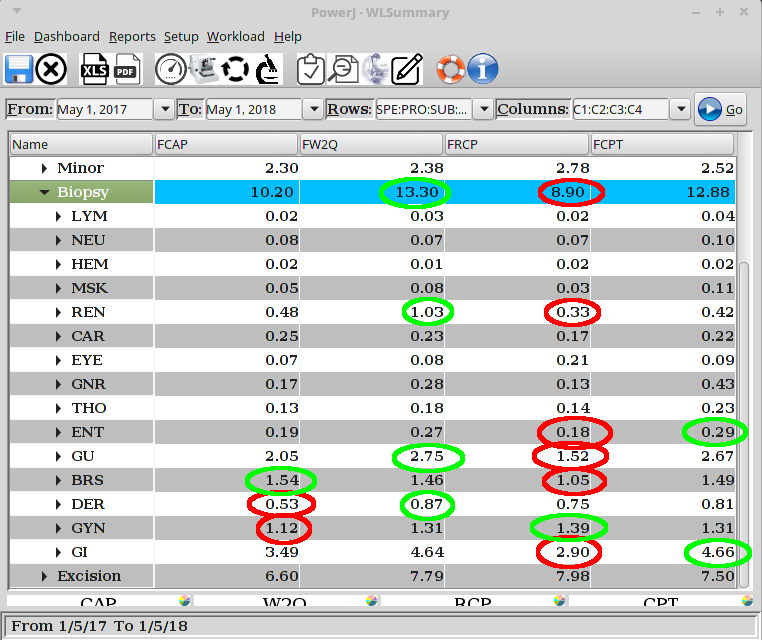 PowerJ - WLSummary
File Dashboard Reports Setup Workload Help
XLS PDF
From: May 1, 2017 To: May 1, 2018 Rows: SPE:PRO:SUB:... Columns: C1:C2:C3:C4 Go
Name FCAP FW2Q FRCP FCPT
Minor 2.30 2.38 2.78 2.52
Biopsy 10.20 13.30 8.90 12.88
LYM 0.02 0.03 0.02 0.04
NEU 0.08 0.07 0.07 0.10
HEM 0.02 0.01 0.02 0.02
MSK 0.05 0.08 0.03 0.11
REN 0.48 1.03 0.33 0.42
CAR 0.25 0.23 0.17 0.22
EYE 0.07 0.08 0.21 0.09
GNR 0.17 0.28 0.13 0.43
THO 0.13 0.18 0.14 0.23
ENT 0.19 0.27 0.18 0.29
GU 2.05 2.75 1.52 2.67
BRS 1.54 1.46 1.05 1.49
DER 0.53 0.87 0.75 0.81
GYN 1.12 1.31 1.39 1.31
GI 3.49 4.64 2.90 4.66
Excision 6.60 7.79 7.98 7.50
CAP W2Q RCP CPT
From 1/5/17 To 1/5/18